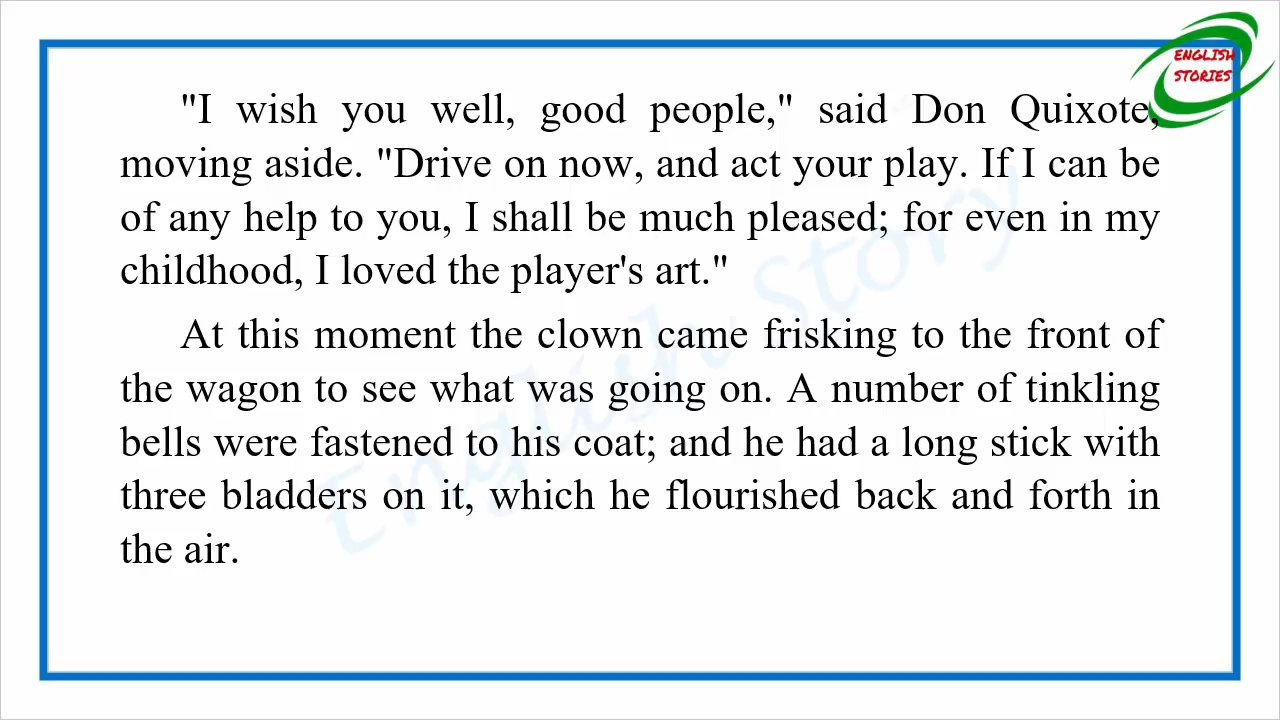 ENGLISH
STORIES
"I wish you well, good people," said Don Quixote,
moving aside. "Drive on now, and act your play. If I can be
of any help to you, I shall be much pleased; for even in my
childhood, I loved the player's art."
At this moment the clown came frisking to the front of
the wagon to see what was going on. A number of tinkling
bells were fastened to his coat; and he had a long stick with
three bladders on it, which he flourished back and forth in
the air.
English Story